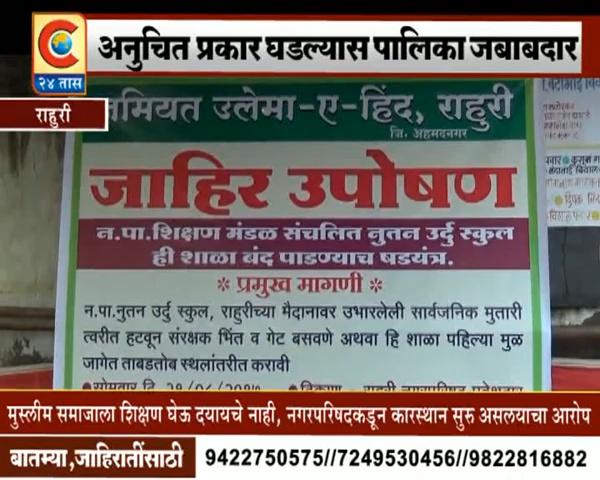 C
२४ तास
अनुचित प्रकार घडल्यास पालिका जबाबदार
राहुरी
जमियत उलेमा-ए-हिंद, राहुरी
जि. अहमदनगर
जाहिर उपोषण
न.पा.शिक्षण मंडळ संचलित नुतन उर्दु स्कुल
ही शाळा बंद पाडण्याच षडयंत्र.
* प्रमुख मागणी *
न.पा.नुतन उर्दु स्कुल, राहुरीच्या मैदानावर उभारलेली सार्वजनिक मुतारी
त्वरीत हटवून संरक्षक भिंत व गेट बसवणे अथवा हि शाळा पहिल्या मुळ
जागेत ताबडतोब स्थलांतरीत करावी
मुस्लीम समाजाला शिक्षण घेऊ दयायचे नाही, नगरपरिषदकडून कारस्थान सुरु असलयाचा आरोप
बातम्या,जाहिरातींसाठी
9422750575//7249530456//9822816882